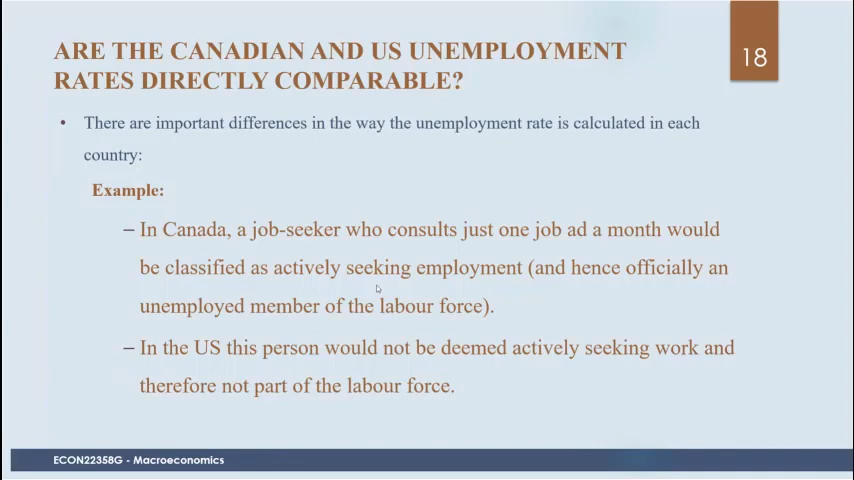 ARE THE CANADIAN AND US UNEMPLOYMENT
RATES DIRECTLY COMPARABLE?
18
• There are important differences in the way the unemployment rate is calculated in each
country:
Example:
– In Canada, a job-seeker who consults just one job ad a month would
be classified as actively seeking employment (and hence officially an
unemployed member of the labour force).
– In the US this person would not be deemed actively seeking work and
therefore not part of the labour force.
ECON22358G - Macroeconomics